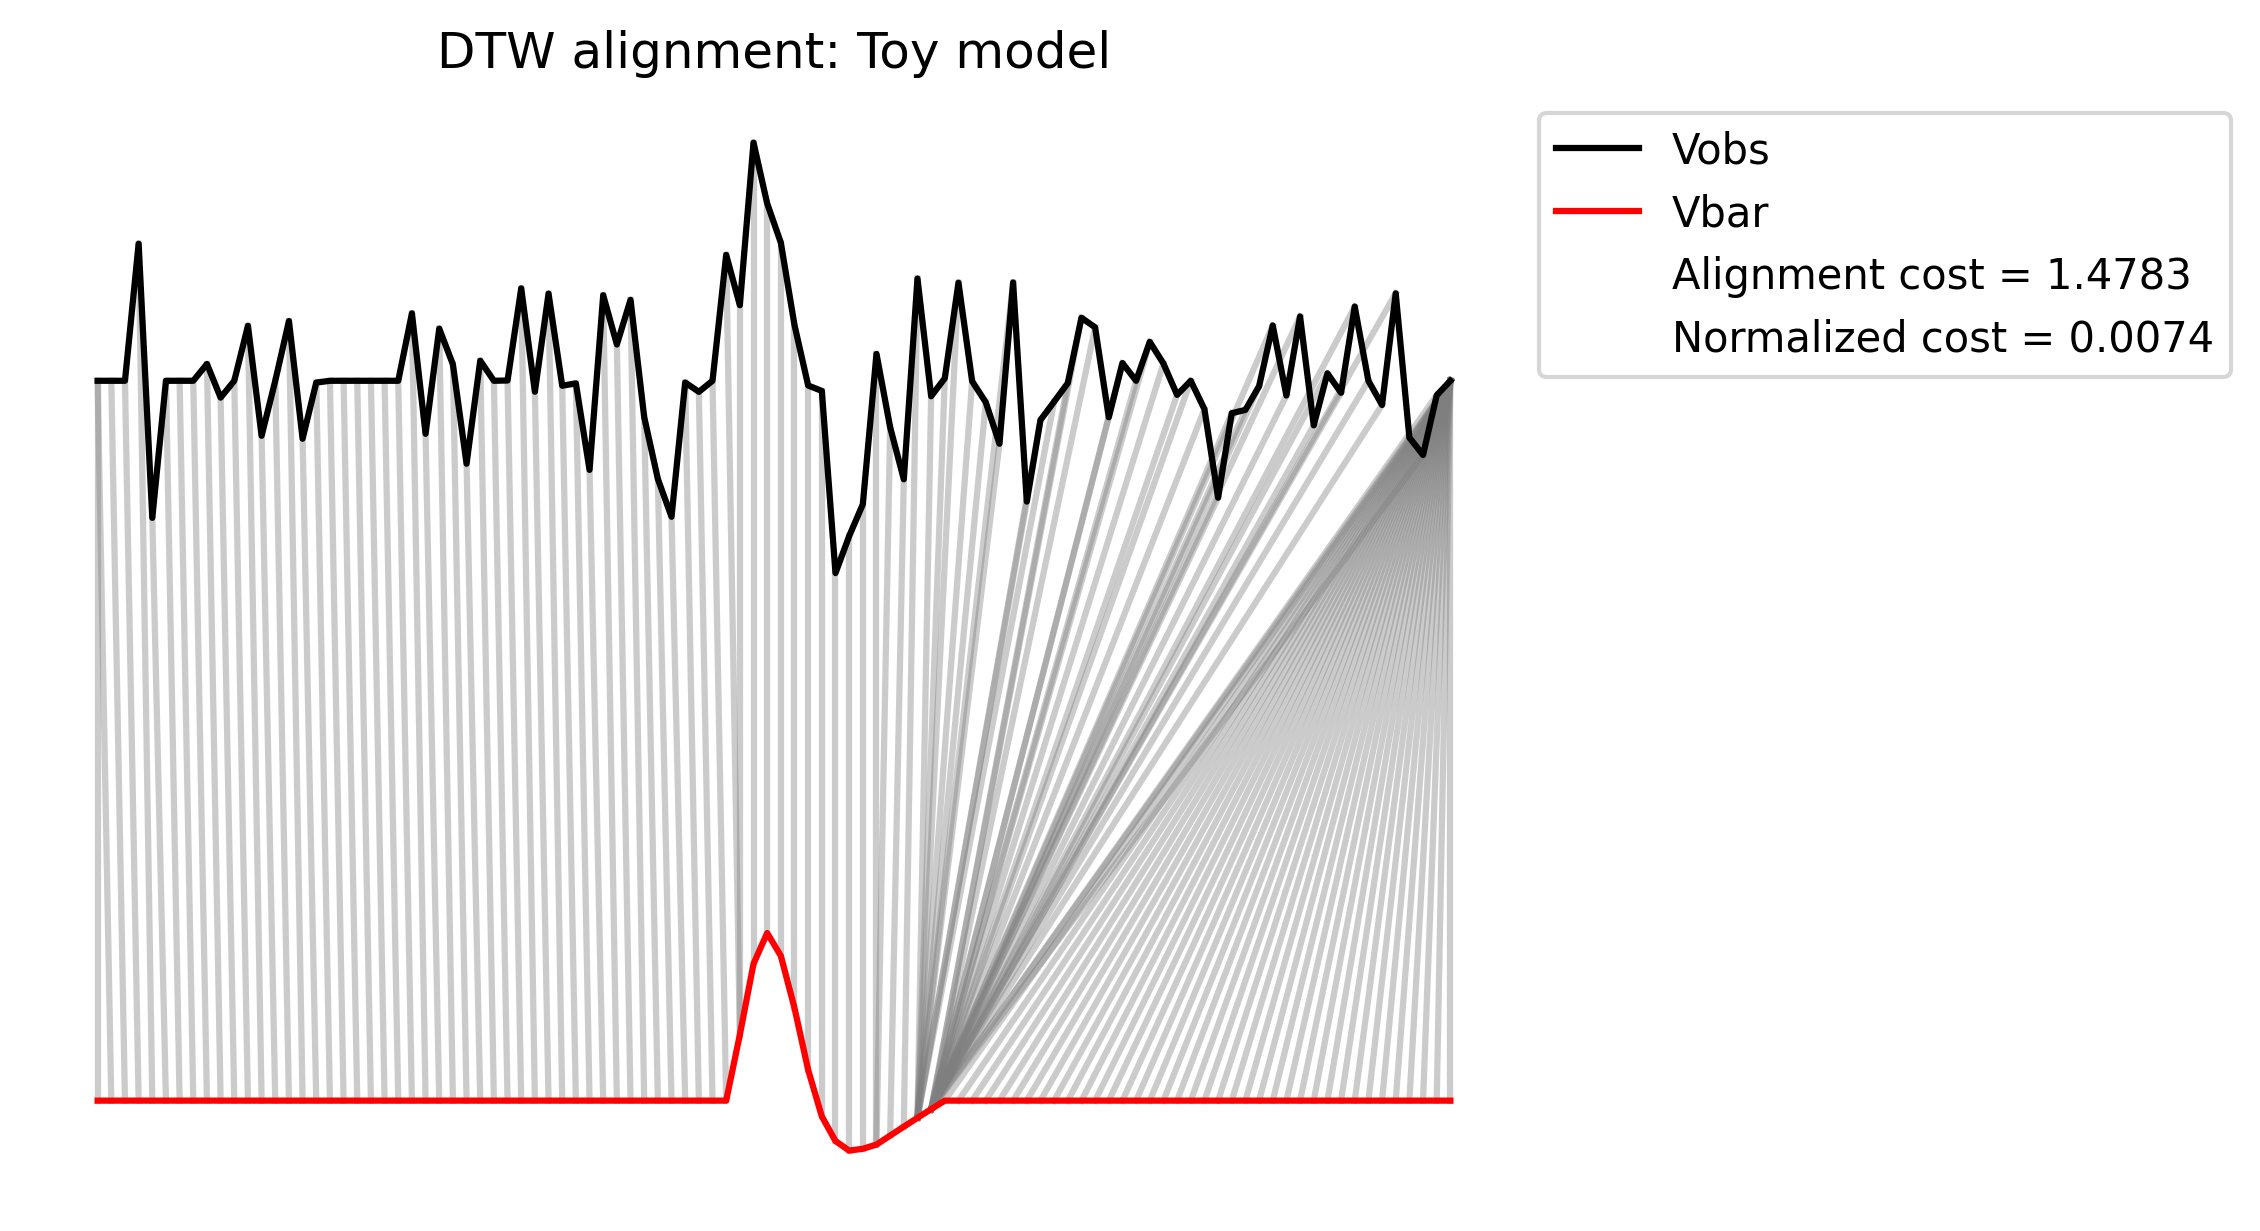 DTW alignment: Toy model
Vobs
Vbar
Alignment cost = 1.4783
Normalized cost = 0.0074